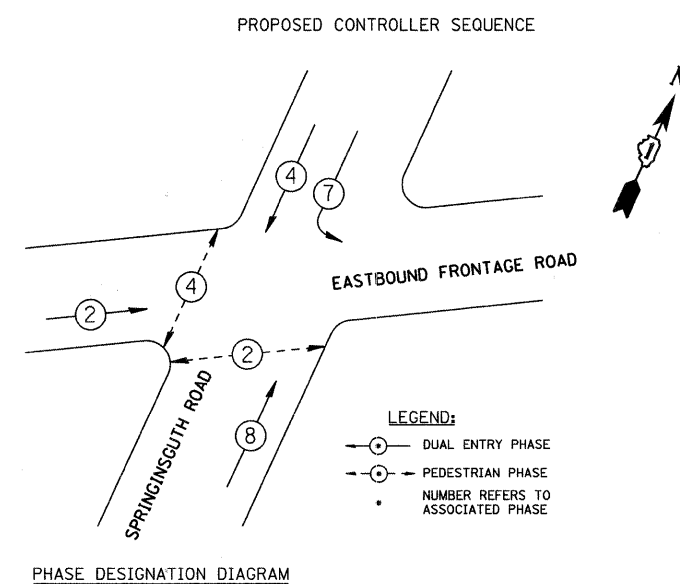 PROPOSED CONTROLLER SEQUENCE
N
1
4
7
EASTBOUND FRONTAGE ROAD
4
2
2
8
SPRINGINSGUTH ROAD
LEGEND:
* DUAL ENTRY PHASE
* PEDESTRIAN PHASE
* NUMBER REFERS TO
ASSOCIATED PHASE
PHASE DESIGNATION DIAGRAM